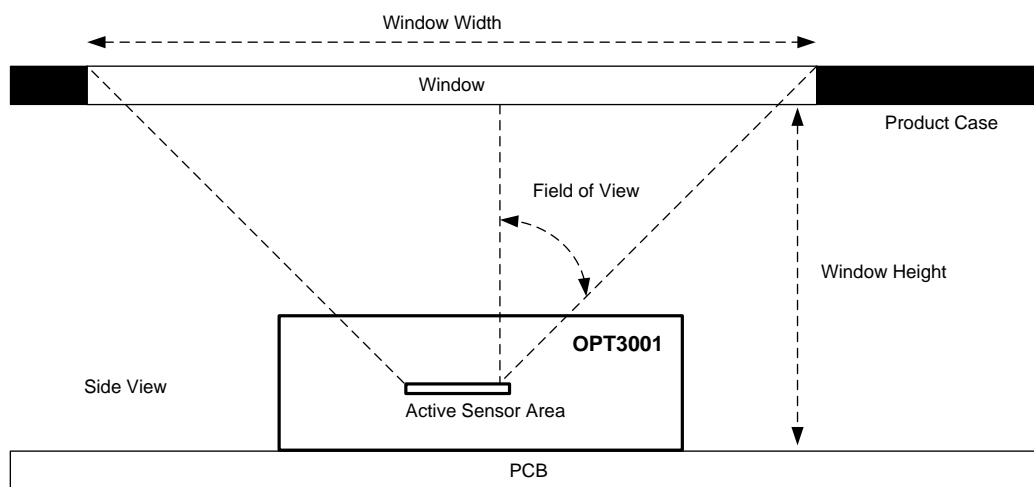 Window Width
Window
Product Case
Field of View
Window Height
OPT3001
Side View
Active Sensor Area
PCB